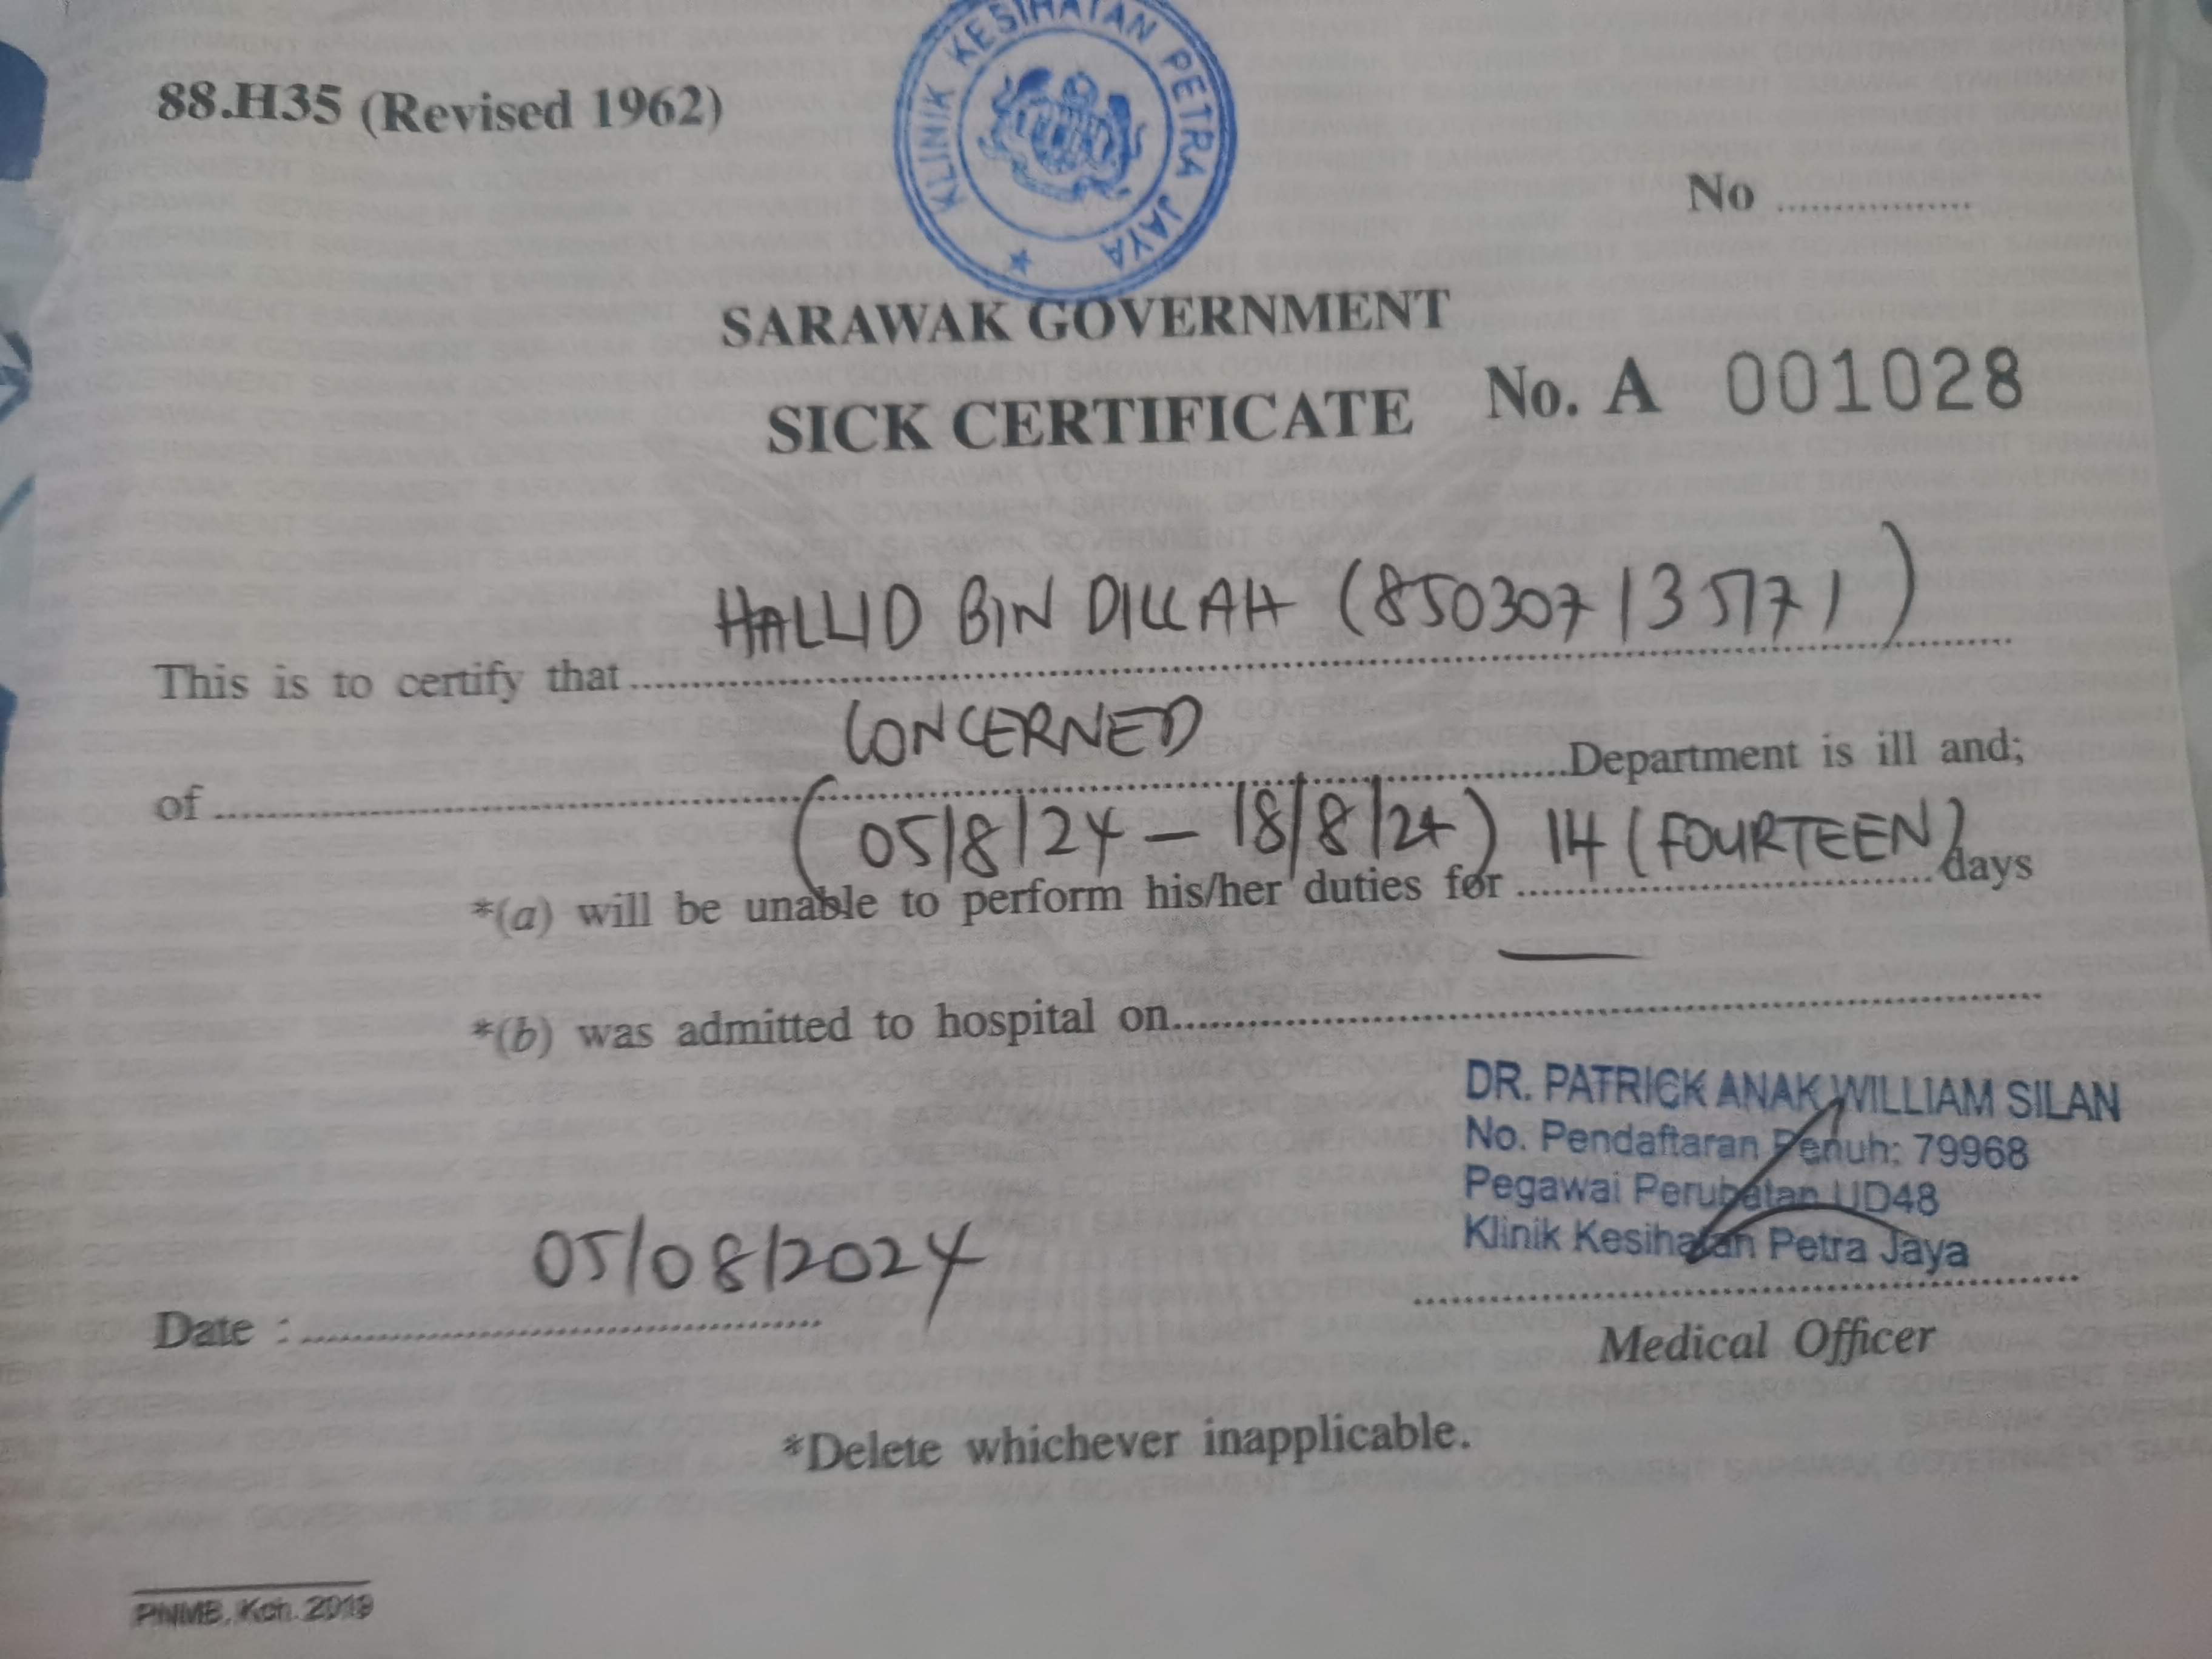 KLINIK KESIHATAN PETRA JAYA
88.H35 (Revised 1962)
No ................
SARAWAK GOVERNMENT
SICK CERTIFICATE No. A 001028
HALLID BIN DILLAH (850307135171)
This is to certify that
CONCERNED
of Department is ill and;
(05/8/24 - 18/8/24) 14 (FOURTEEN)
*(a) will be unable to perform his/her duties for days
*(b) was admitted to hospital on
DR. PATRICK ANAK WILLIAM SILAN
No. Pendaftaran Penuh: 79968
Pegawai Perubatan UD48
Klinik Kesihatan Petra Jaya
05/08/2024
Date :
Medical Officer
*Delete whichever inapplicable.
PNMB, Kch. 2019